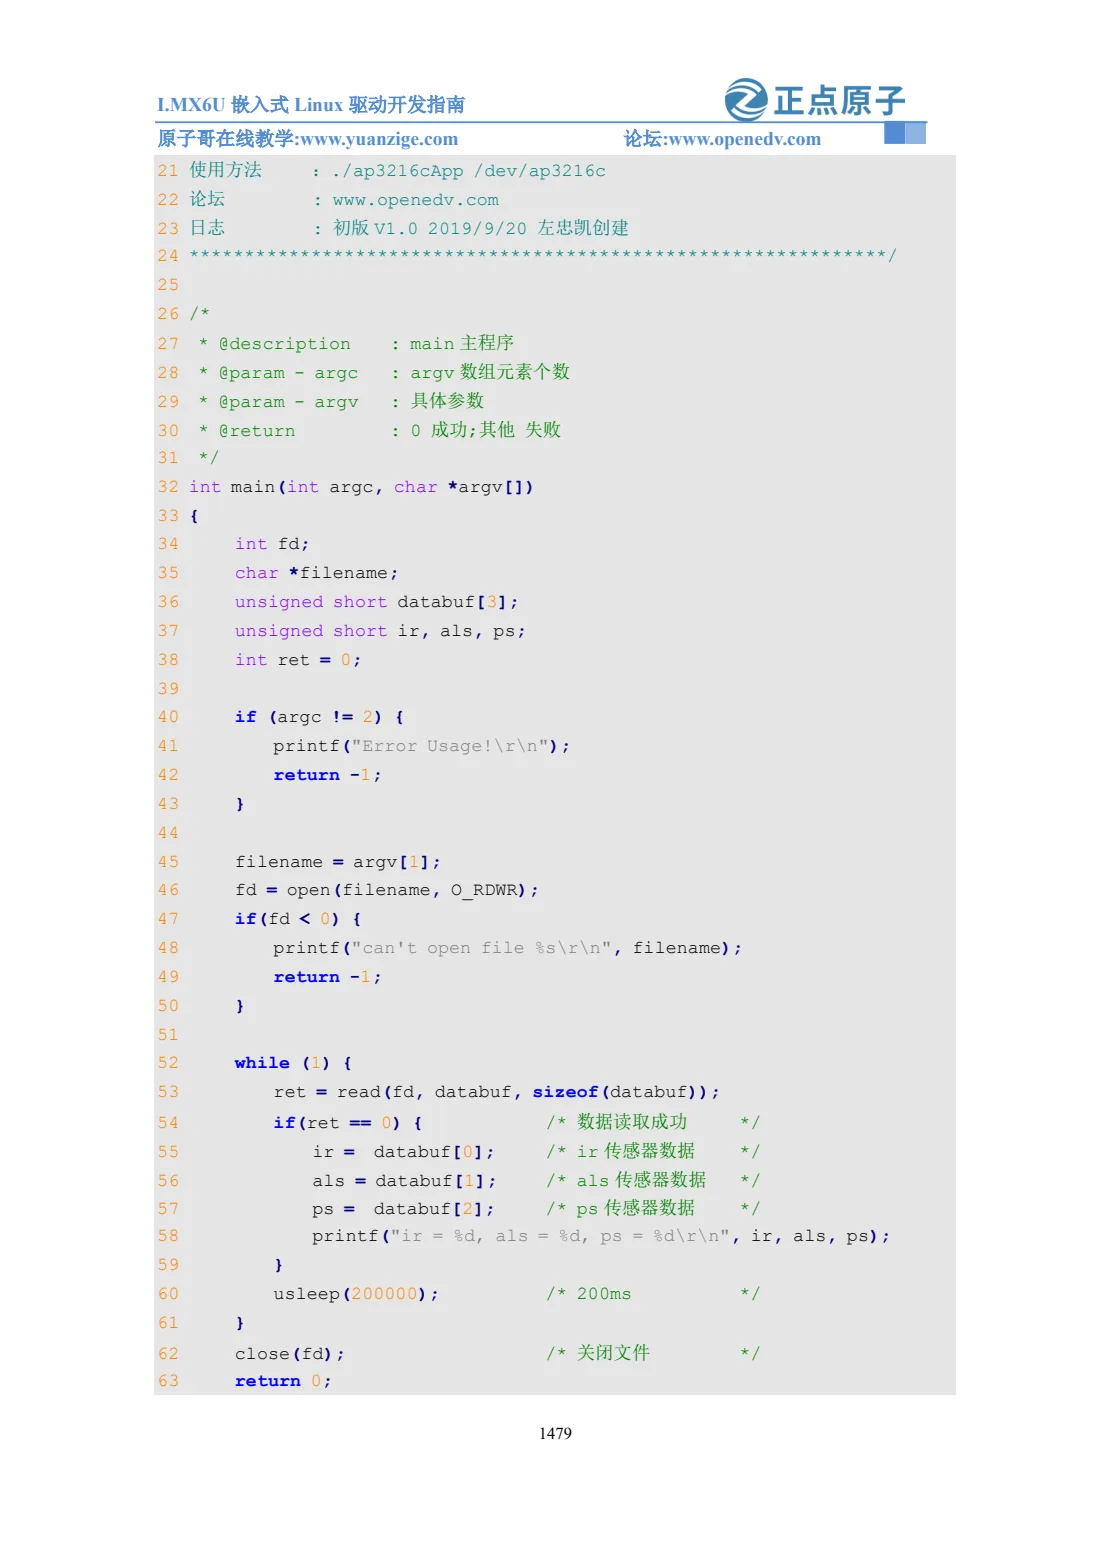 I.MX6U 嵌入式 Linux 驱动开发指南
正点原子
原子哥在线教学:www.yuanzige.com 论坛:www.openedv.com
21 使用方法 : ./ap3216cApp /dev/ap3216c
22 论坛 : www.openedv.com
23 日志 : 初版 V1.0 2019/9/20 左忠凯创建
24 ***************************************************************/
25
26 /*
27 * @description : main 主程序
28 * @param - argc : argv 数组元素个数
29 * @param - argv : 具体参数
30 * @return : 0 成功;其他 失败
31 */
32 int main(int argc, char *argv[])
33 {
34 int fd;
35 char *filename;
36 unsigned short databuf[3];
37 unsigned short ir, als, ps;
38 int ret = 0;
39
40 if (argc != 2) {
41 printf("Error Usage!\r\n");
42 return -1;
43 }
44
45 filename = argv[1];
46 fd = open(filename, O_RDWR);
47 if(fd < 0) {
48 printf("can't open file %s\r\n", filename);
49 return -1;
50 }
51
52 while (1) {
53 ret = read(fd, databuf, sizeof(databuf));
54 if(ret == 0) { /* 数据读取成功 */
55 ir = databuf[0]; /* ir 传感器数据 */
56 als = databuf[1]; /* als 传感器数据 */
57 ps = databuf[2]; /* ps 传感器数据 */
58 printf("ir = %d, als = %d, ps = %d\r\n", ir, als, ps);
59 }
60 usleep(200000); /* 200ms */
61 }
62 close(fd); /* 关闭文件 */
63 return 0;
1479